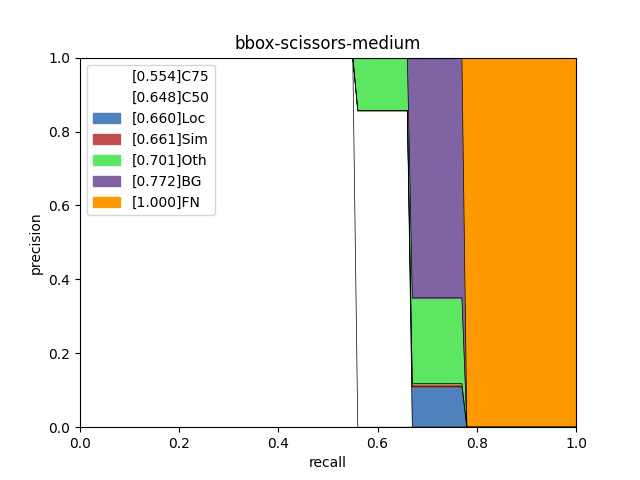 bbox-scissors-medium
1.0
0.8
0.6
0.4
0.2
0.0
precision
[0.554]C75
[0.648]C50
[0.660]Loc
[0.661]Sim
[0.701]Oth
[0.772]BG
[1.000]FN
0.0 0.2 0.4 0.6 0.8 1.0
recall